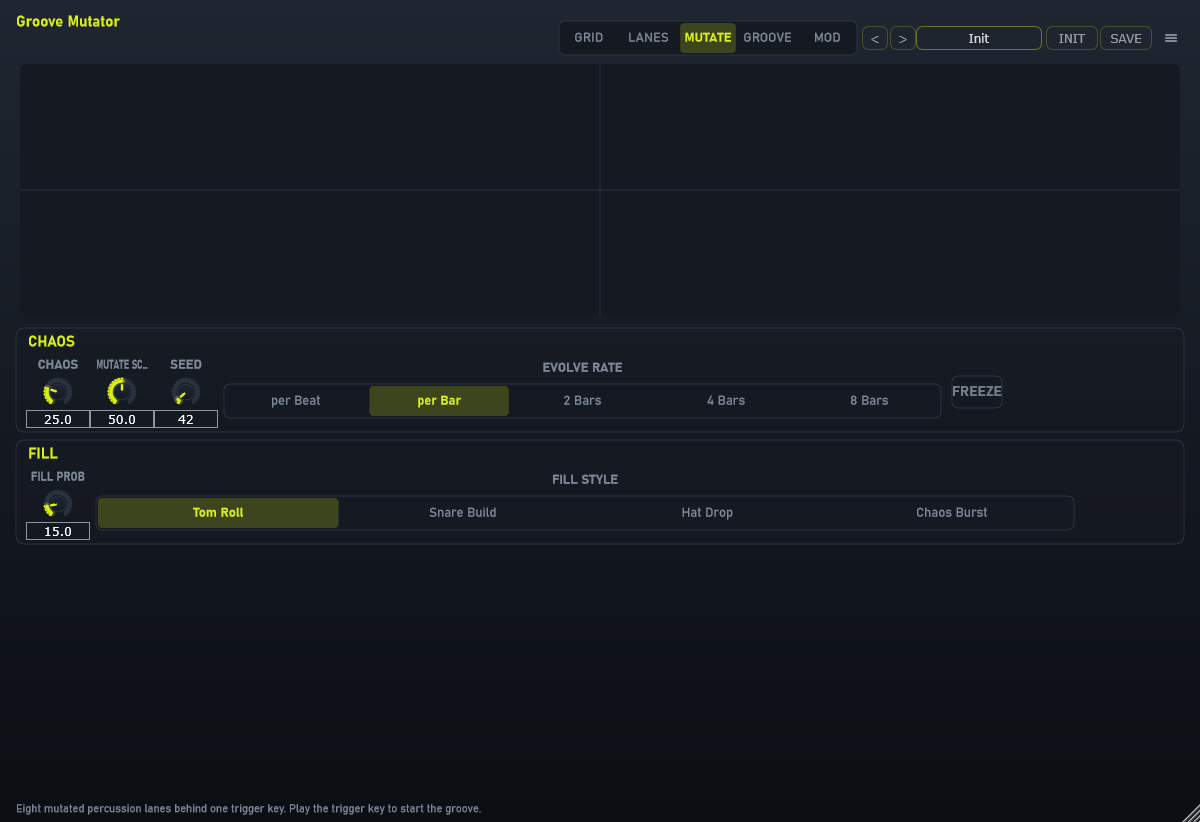 Groove Mutator
GRID LANES MUTATE GROOVE MOD < > Init INIT SAVE
CHAOS
CHAOS MUTATE SC... SEED
EVOLVE RATE
per Beat per Bar 2 Bars 4 Bars 8 Bars
FREEZE
25.0 50.0 42
FILL
FILL PROB
FILL STYLE
Tom Roll Snare Build Hat Drop Chaos Burst
15.0
Eight mutated percussion lanes behind one trigger key. Play the trigger key to start the groove.